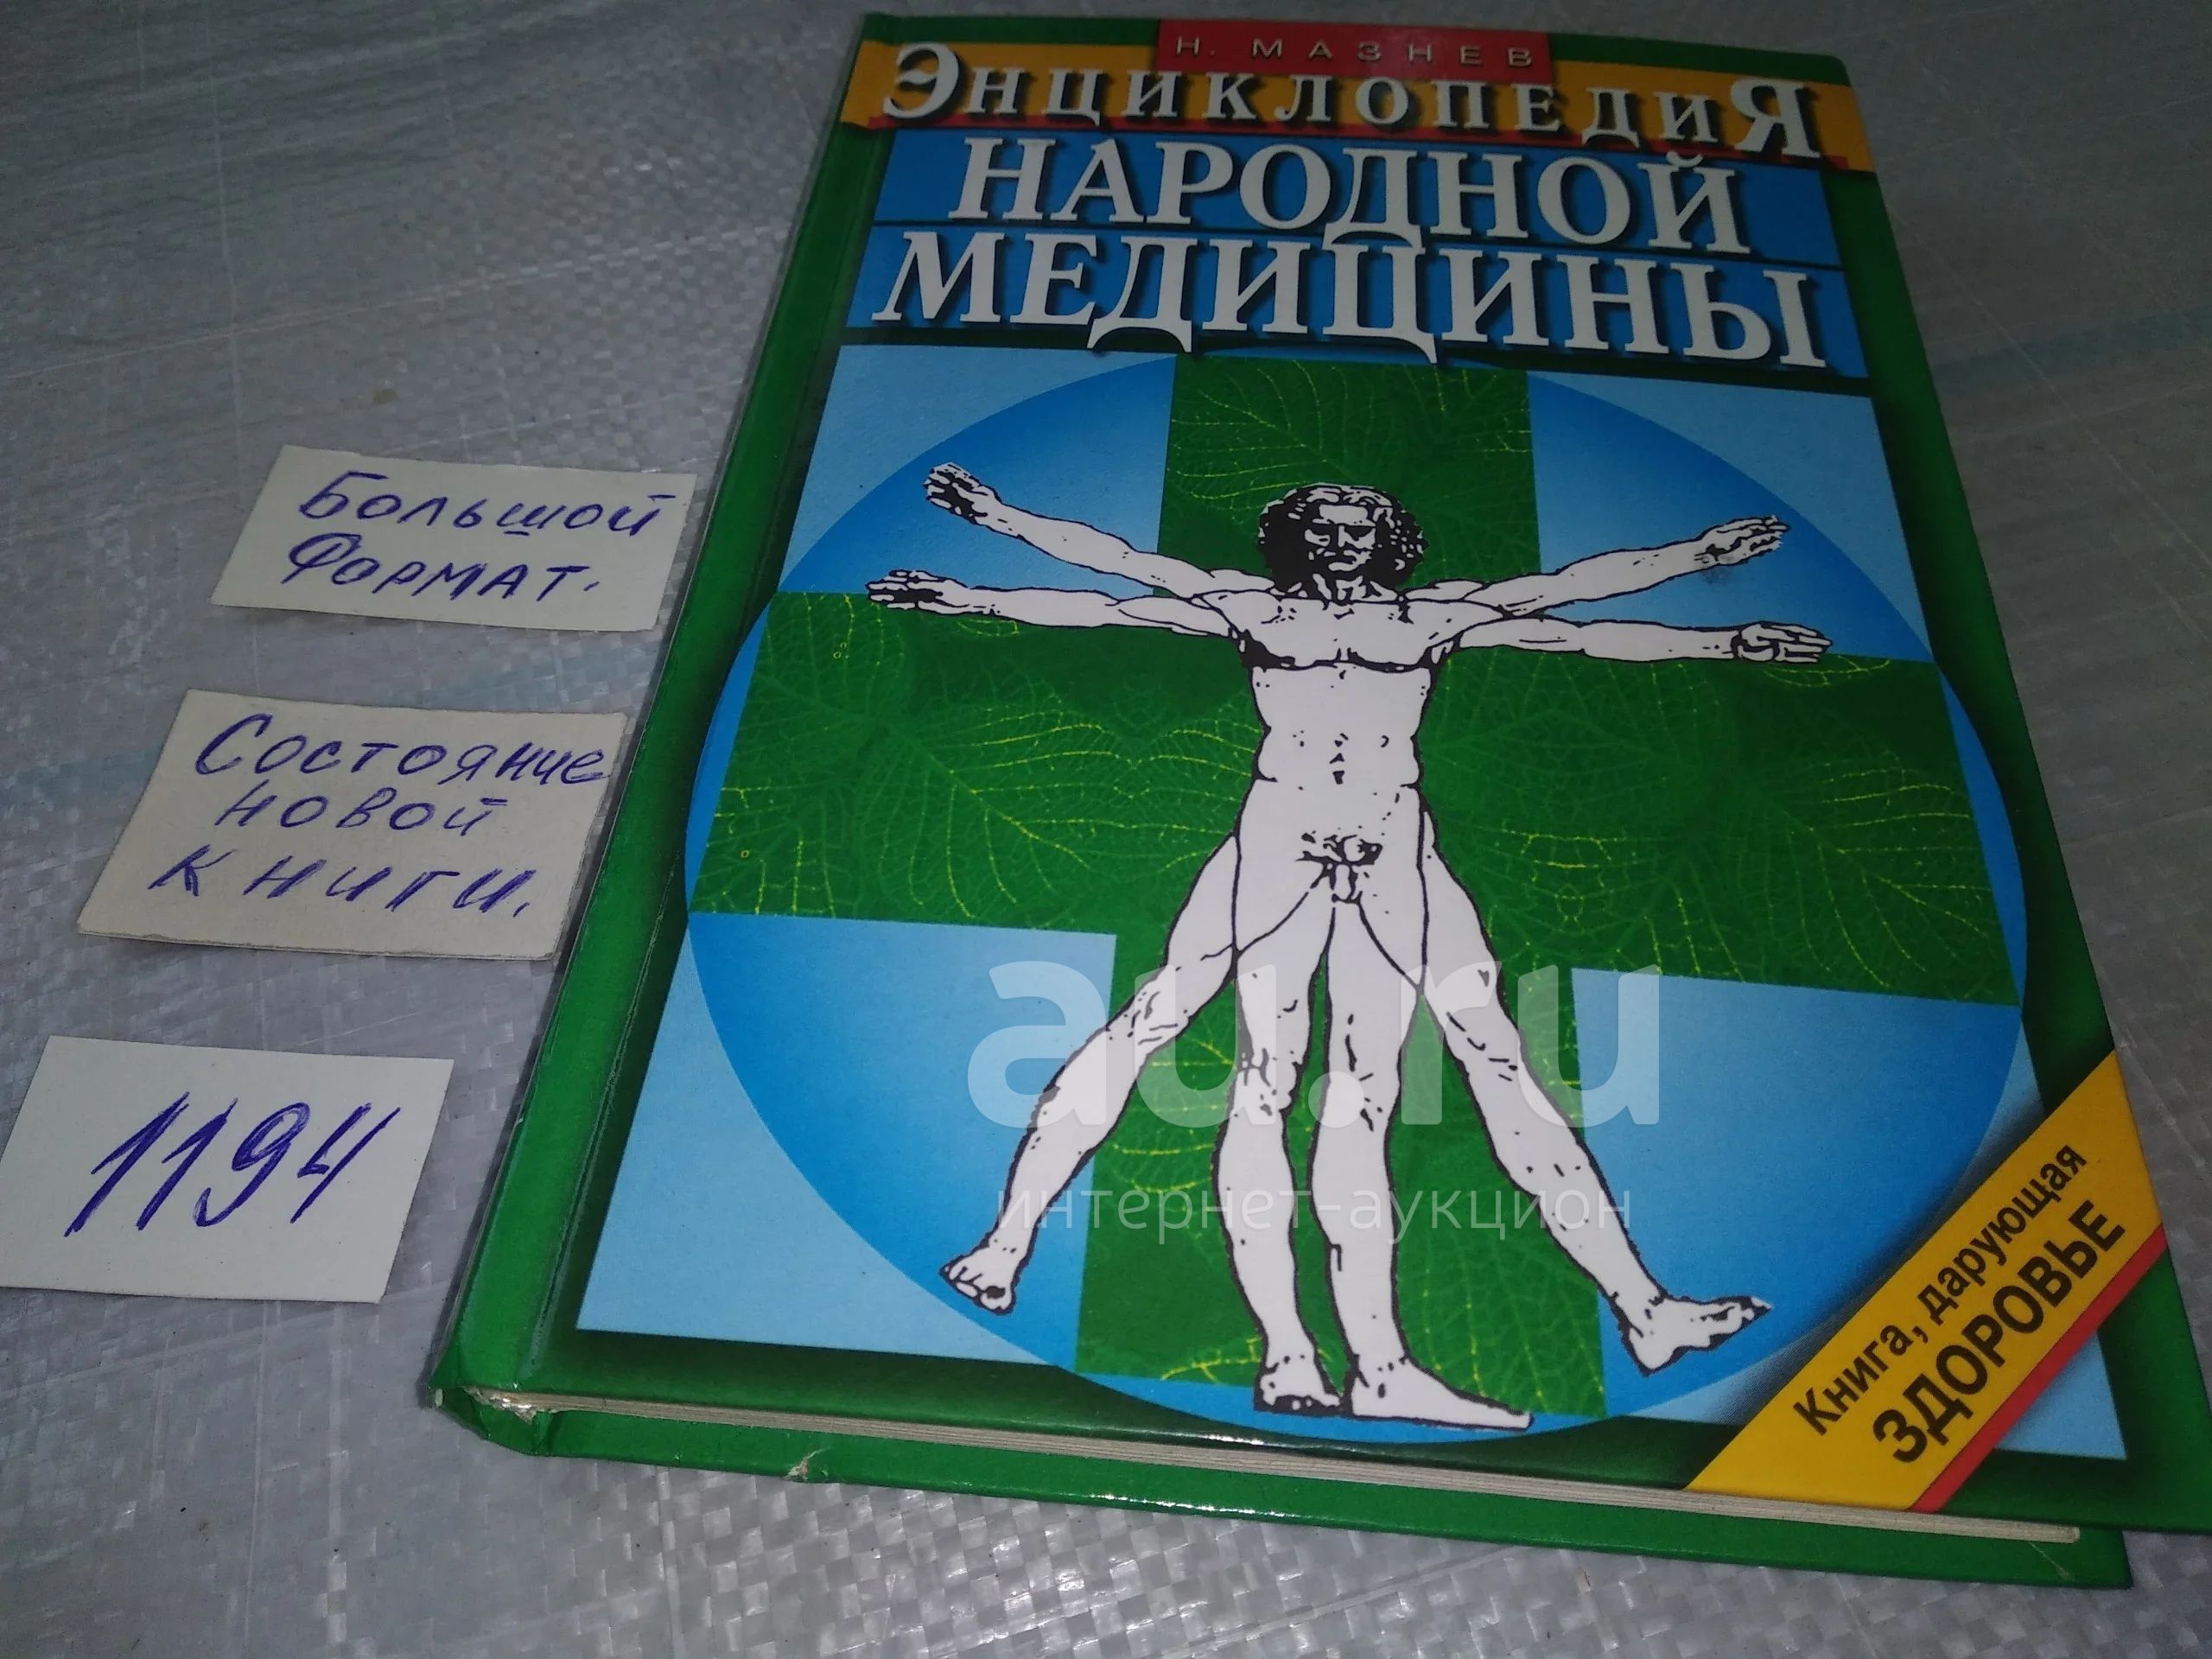 Н. МАЗНЕВ
ЭНЦИКЛОПЕДИЯ
НАРОДНОЙ
МЕДИЦИНЫ
Большой
Формат.
Состояние
новой
книги.
1194
au.ru
интернет-аукцион
Книга, дарующая
ЗДОРОВЬЕ